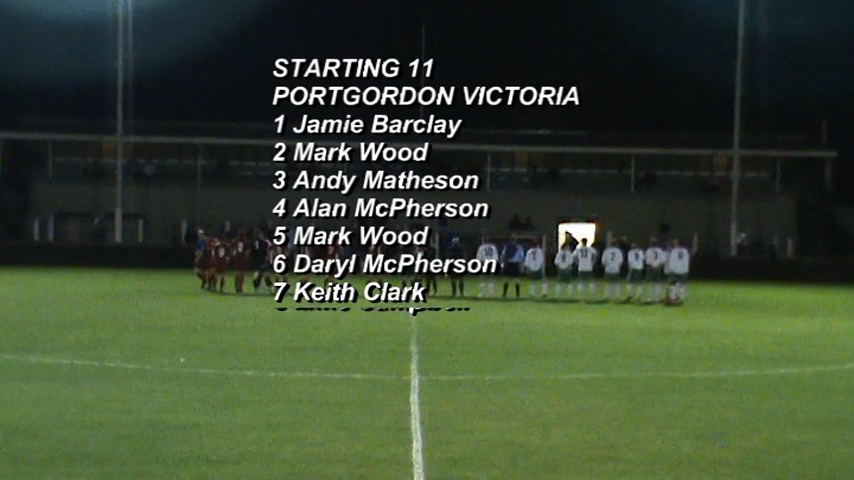 STARTING 11
PORTGORDON VICTORIA
1 Jamie Barclay
2 Mark Wood
3 Andy Matheson
4 Alan McPherson
5 Mark Wood
6 Daryl McPherson
7 Keith Clark